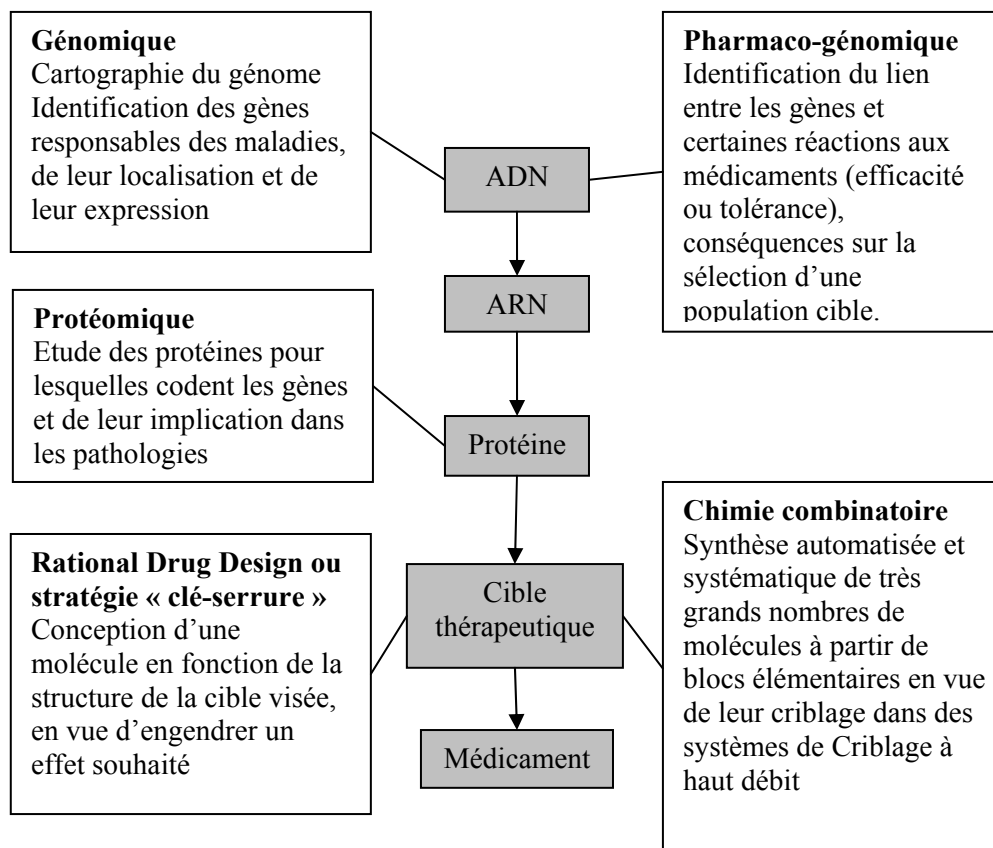 Génomique
Cartographie du génome
Identification des gènes
responsables des maladies,
de leur localisation et de
leur expression
Pharmaco-génomique
Identification du lien
entre les gènes et
certaines réactions aux
médicaments (efficacité
ou tolérance),
conséquences sur la
sélection d’une
population cible.
ADN
ARN
Protéomique
Etude des protéines pour
lesquelles codent les gènes
et de leur implication dans
les pathologies
Protéine
Rational Drug Design ou
stratégie « clé-serrure »
Conception d’une
molécule en fonction de la
structure de la cible visée,
en vue d’engendrer un
effet souhaité
Cible
thérapeutique
Chimie combinatoire
Synthèse automatisée et
systématique de très
grands nombres de
molécules à partir de
blocs élémentaires en vue
de leur criblage dans des
systèmes de Criblage à
haut débit
Médicament